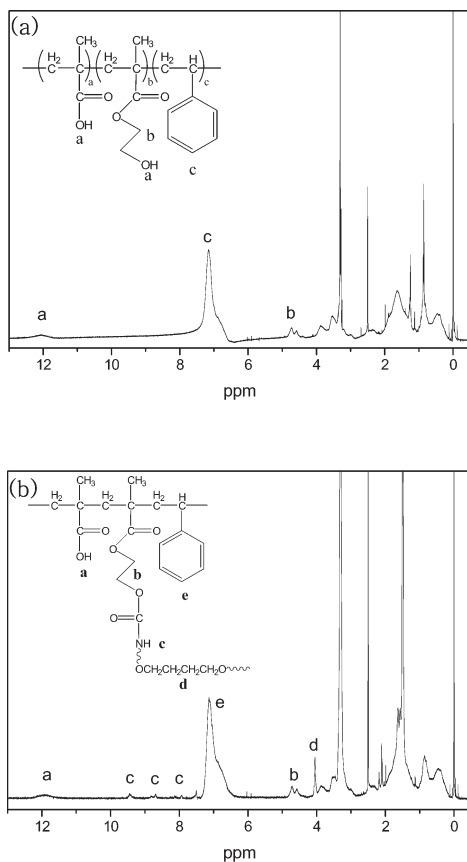 (a)
H₂ CH₃ H₂ CH₃ H₂ H
C C C
a b c
C O C O
OH O
a b
OH
a c
c
a b
12 10 8 6 4 2 0
ppm
(b)
H₂ CH₃ H₂ CH₃ H₂ H
C C C
C O C O
OH O
a b e
O
O C
NH c
OCH₂CH₂CH₂CH₂O
d
e
d
a c c c b
12 10 8 6 4 2 0
ppm